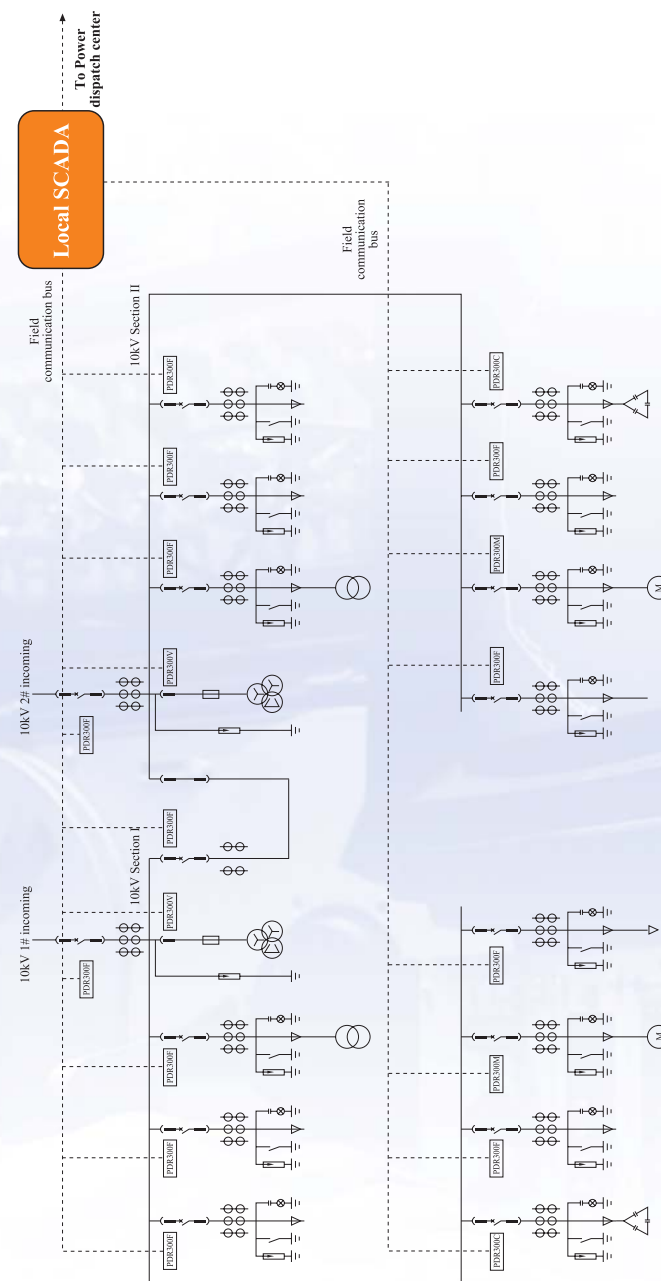 10kV 1# incoming
10kV 2# incoming
Field
communication bus
Local SCADA
To Power
dispatch center
PDR300F
PDR300F
10kV Section I
10kV Section II
PDR300F
PDR300F
PDR300F
PDR300V
PDR300F
PDR300V
PDR300F
PDR300F
PDR300F
Field
communication
bus
PDR300C
PDR300F
PDR300M
PDR300F
PDR300F
PDR300M
PDR300F
PDR300C
M
M